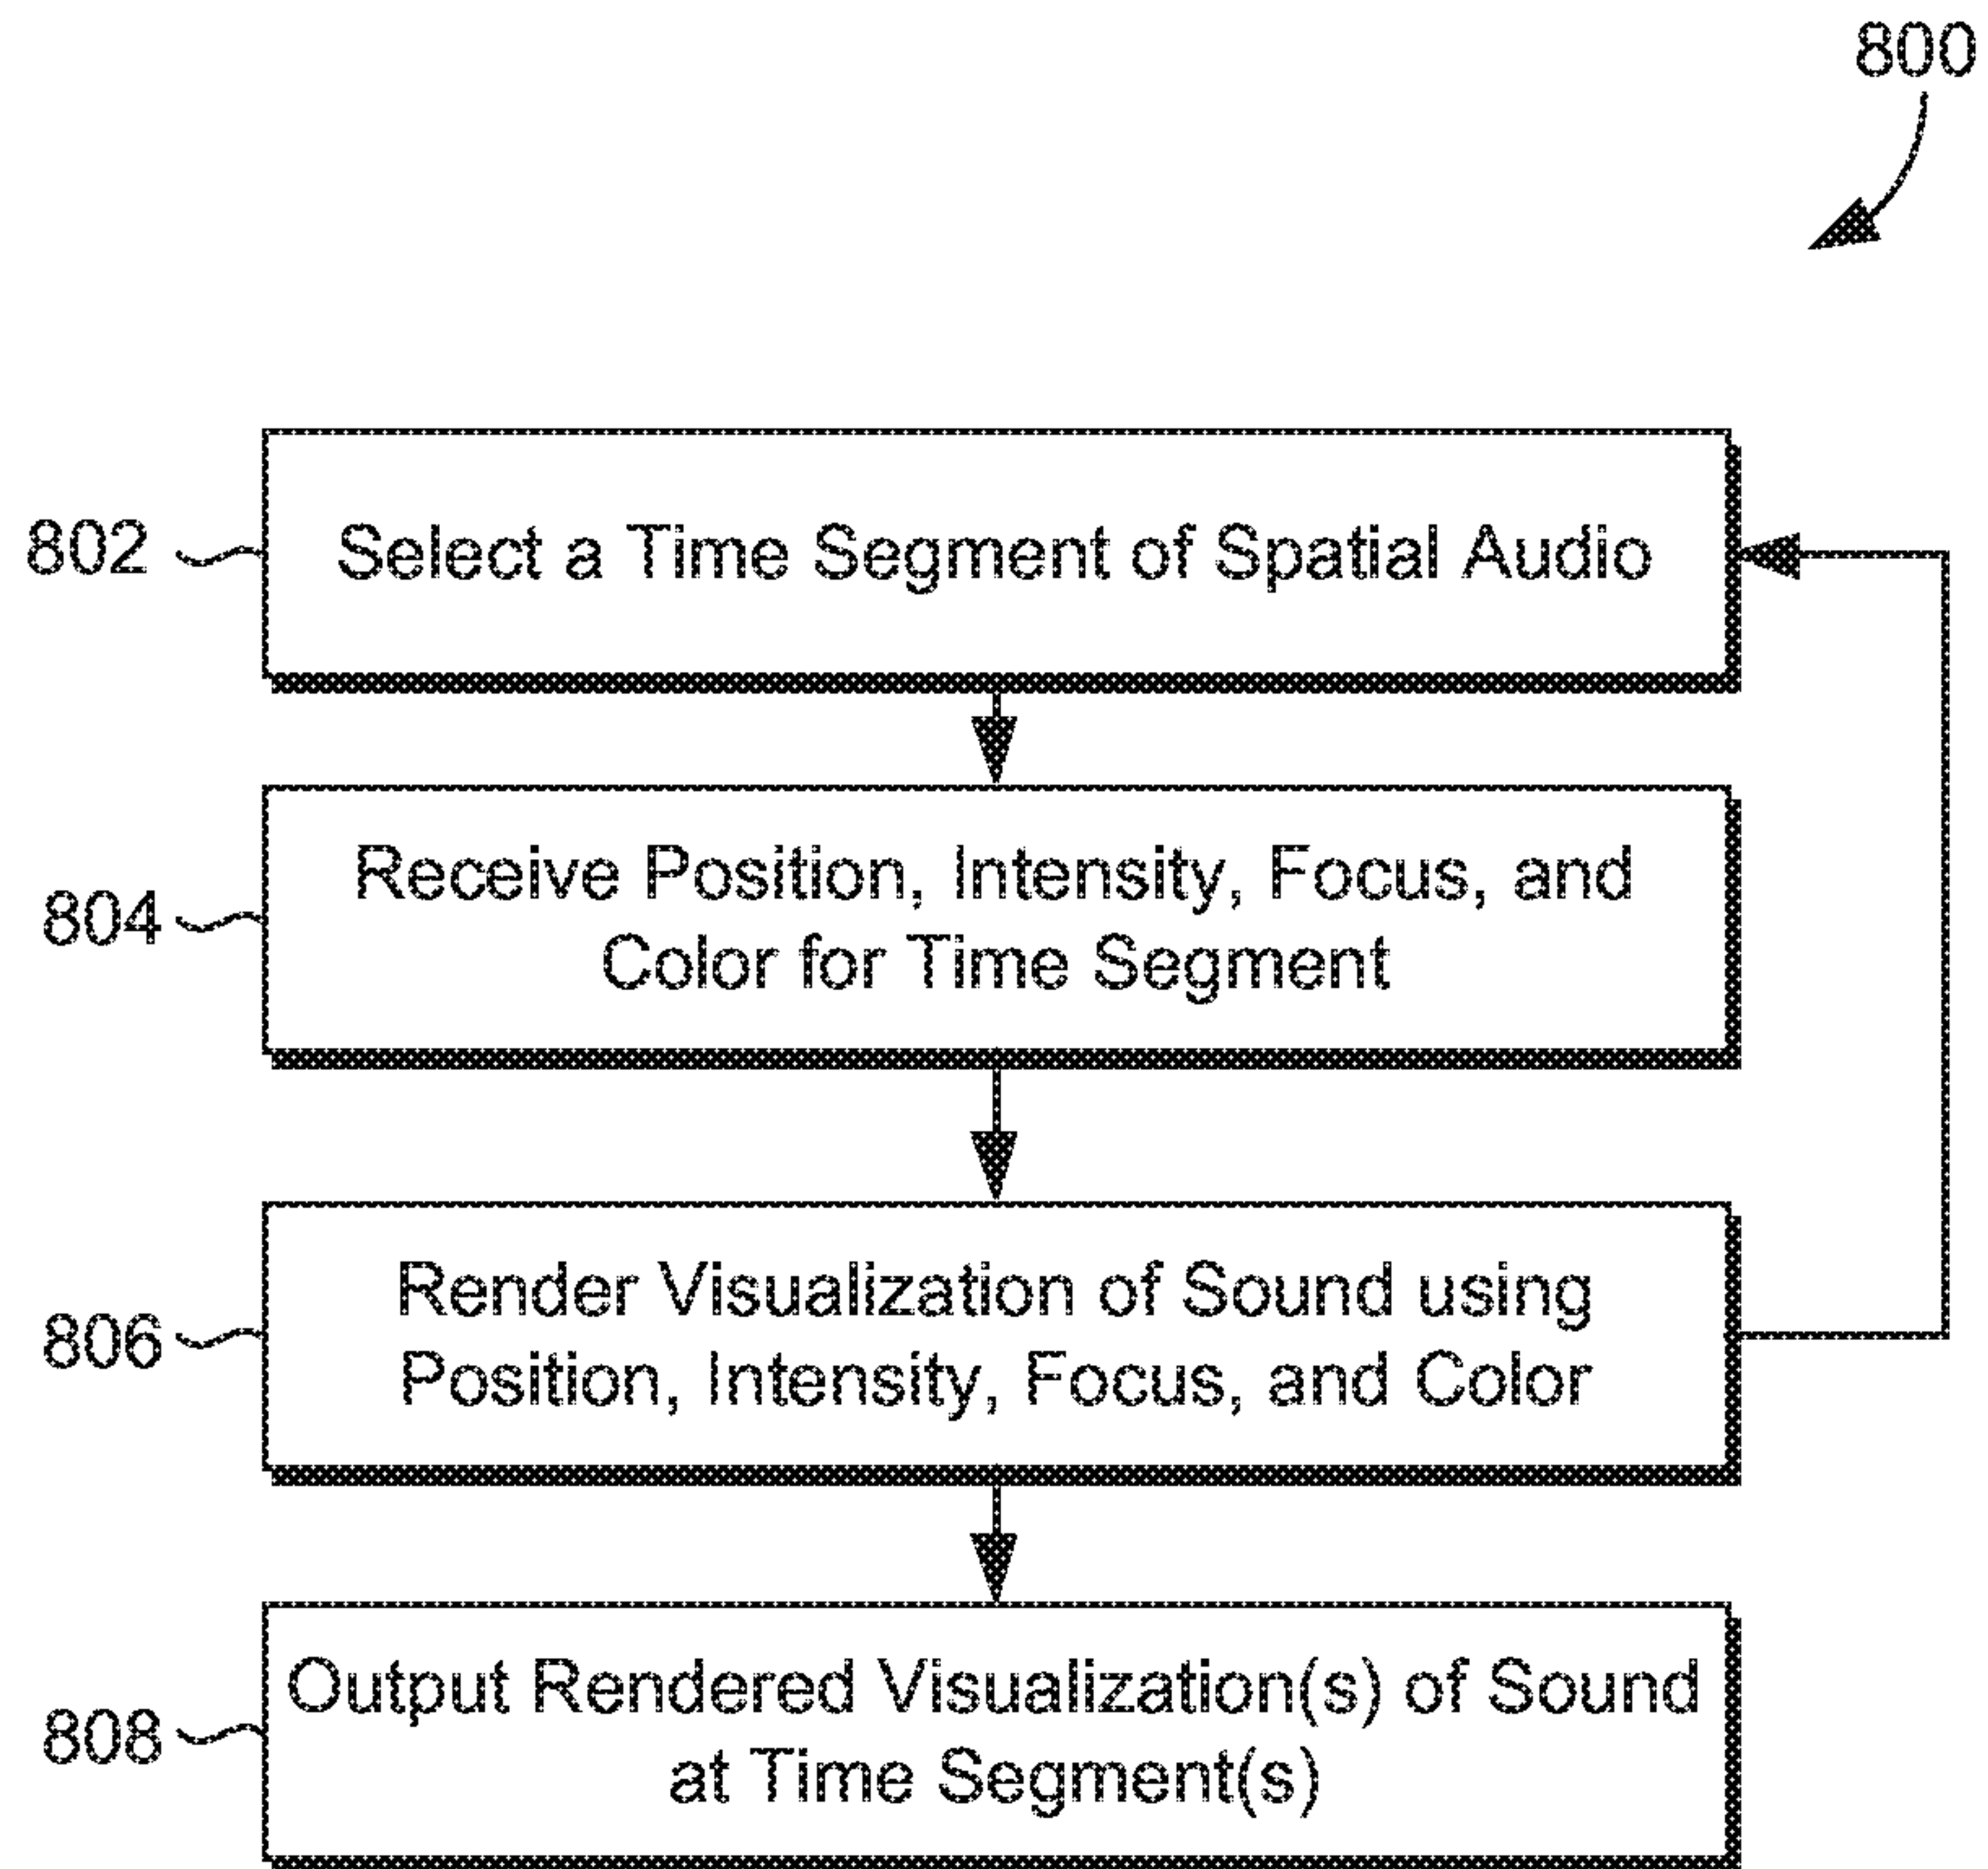 800
802
Select a Time Segment of Spatial Audio
804
Receive Position, Intensity, Focus, and
Color for Time Segment
806
Render Visualization of Sound using
Position, Intensity, Focus, and Color
808
Output Rendered Visualization(s) of Sound
at Time Segment(s)